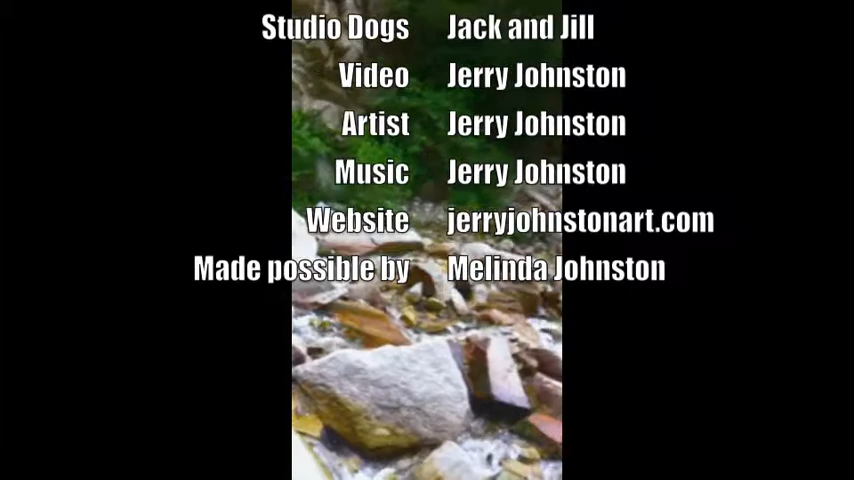 Studio Dogs Jack and Jill
Video Jerry Johnston
Artist Jerry Johnston
Music Jerry Johnston
Website jerryjohnstonart.com
Made possible by Melinda Johnston